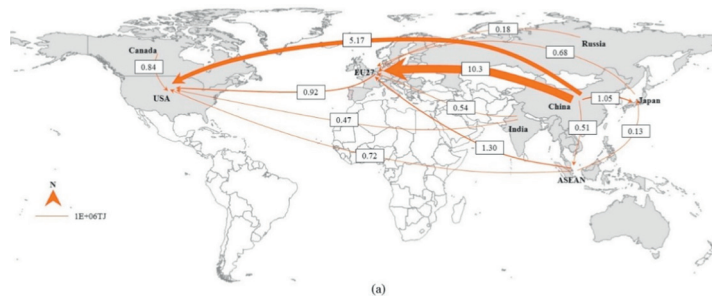 0.18
5.17
Canada
Russia
0.68
0.84
EU27
10.3
USA
0.92
China
1.05
Japan
0.54
0.47
India
0.51
0.13
0.72
1.30
ASEAN
N
1E+06TJ
(a)